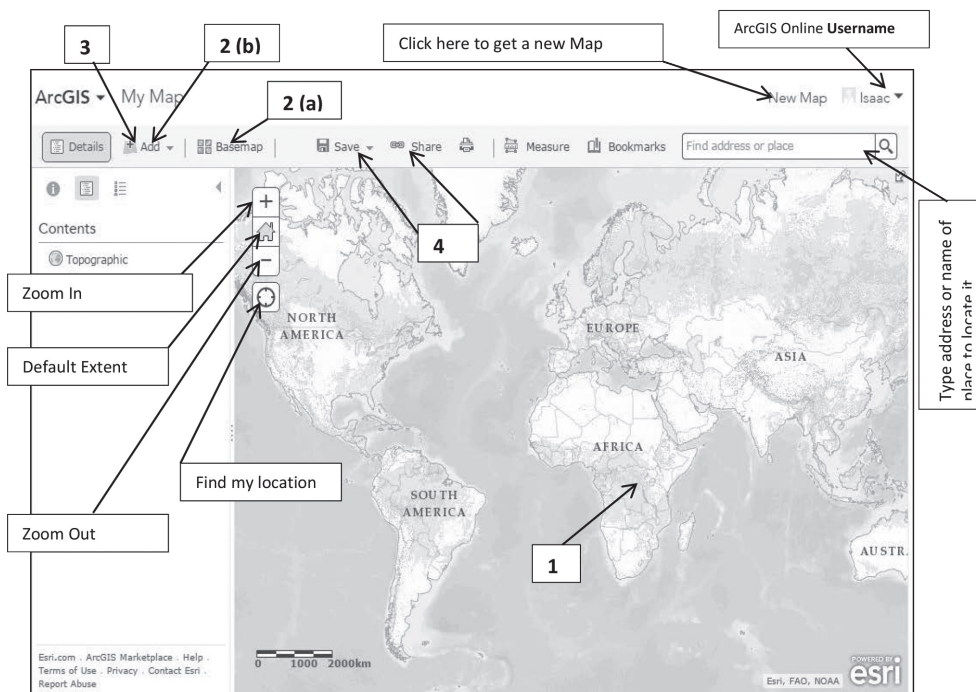 ArcGIS Online Username
Click here to get a new Map
3
2 (b)
2 (a)
ArcGIS My Map
New Map Isaac
Details Add Basemap Save Share Measure Bookmarks Find address or place
Contents
Topographic
Zoom In
Default Extent
Find my location
Zoom Out
4
1
Type address or name of
place to locate it
NORTH
AMERICA
EUROPE
ASIA
AFRICA
SOUTH
AMERICA
AUSTR
0 1000 2000km
Esri.com . ArcGIS Marketplace . Help .
Terms of Use . Privacy . Contact Esri .
Report Abuse
Esri, FAO, NOAA
POWERED BY
esri